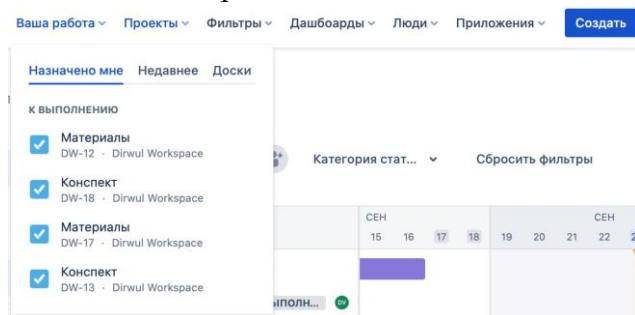 Ваша работа Проекты Фильтры Дашборды Люди Приложения Создать
Назначено мне Недавнее Доски
К ВЫПОЛНЕНИЮ
Материалы
DW-12 · Dirwul Workspace
Конспект
DW-18 · Dirwul Workspace
Материалы
DW-17 · Dirwul Workspace
Конспект
DW-13 · Dirwul Workspace
Категория стат... Сбросить фильтры
СЕН СЕН
15 16 17 18 19 20 21 22
ыполн... DV